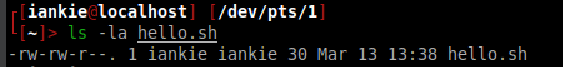 [iankie@localhost] [/dev/pts/1]
[~]> ls -la hello.sh
-rw-rw-r--. 1 iankie iankie 30 Mar 13 13:38 hello.sh